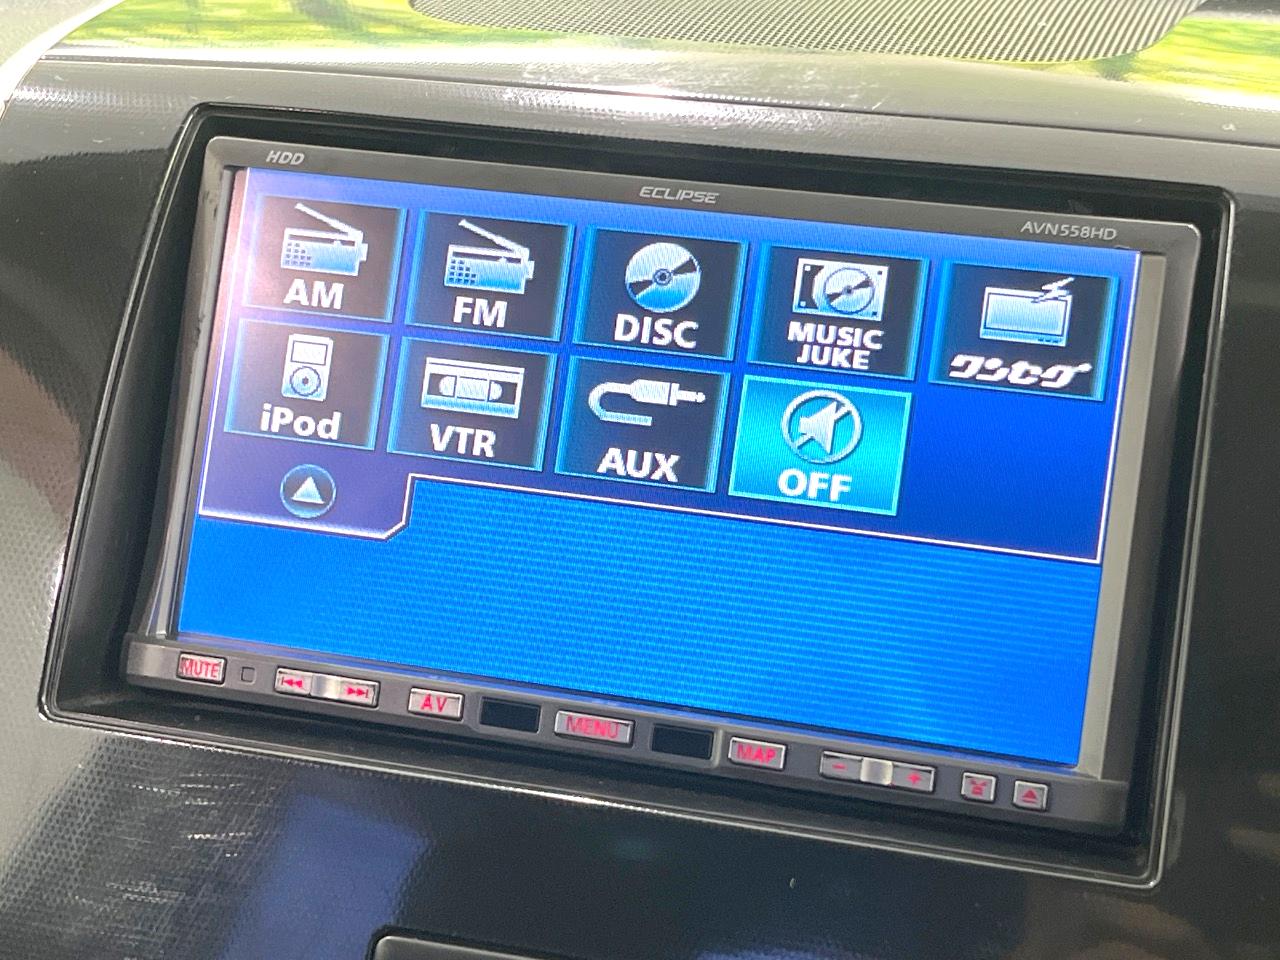 HDD
ECLIPSE
AVN558HD
AM
FM
DISC
MUSIC
JUKE
ワンセグ
iPod
VTR
AUX
OFF
MUTE
AV
MENU
MAP
- +